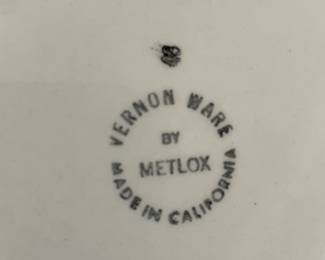 VERNON WARE
BY
METLOX
MADE IN CALIFORNIA